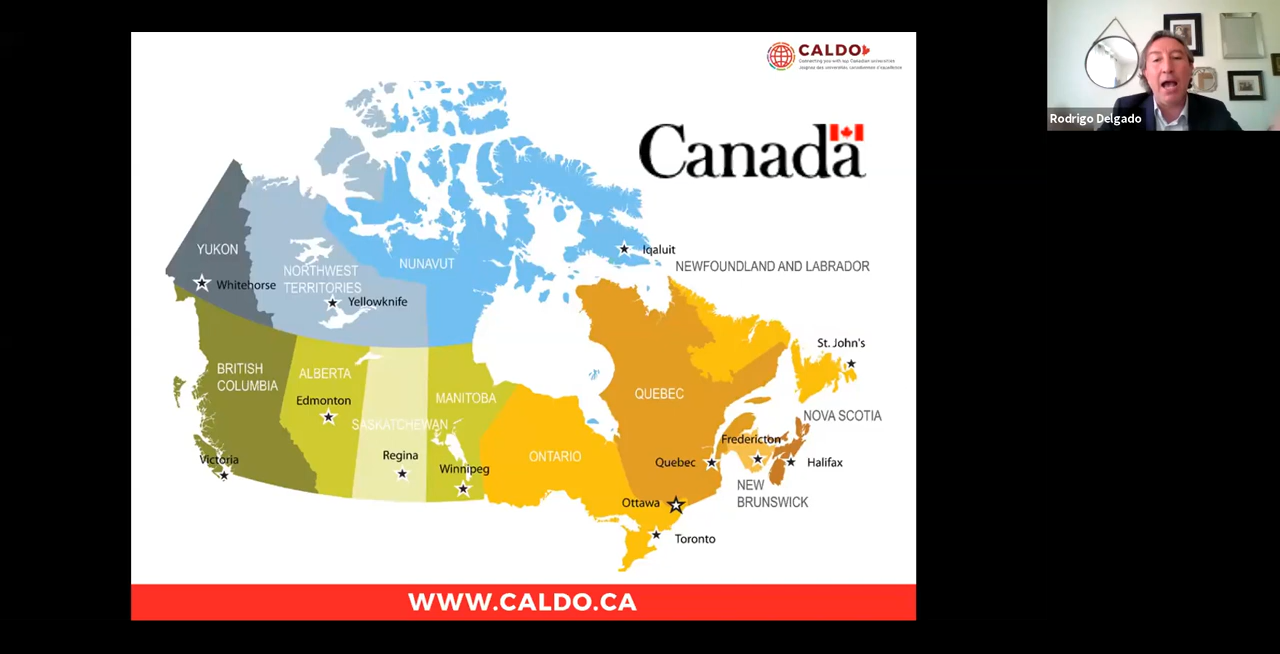 CALDO
Connecting you with top Canadian universities
Joignez des universités canadiennes d'excellence
Canada
Rodrigo Delgado
YUKON
Whitehorse
NORTHWEST
TERRITORIES
Yellowknife
NUNAVUT
Iqaluit
NEWFOUNDLAND AND LABRADOR
St. John's
BRITISH
COLUMBIA
Victoria
ALBERTA
Edmonton
SASKATCHEWAN
Regina
MANITOBA
Winnipeg
ONTARIO
Ottawa
Toronto
QUEBEC
Quebec
Fredericton
NEW
BRUNSWICK
NOVA SCOTIA
Halifax
WWW.CALDO.CA